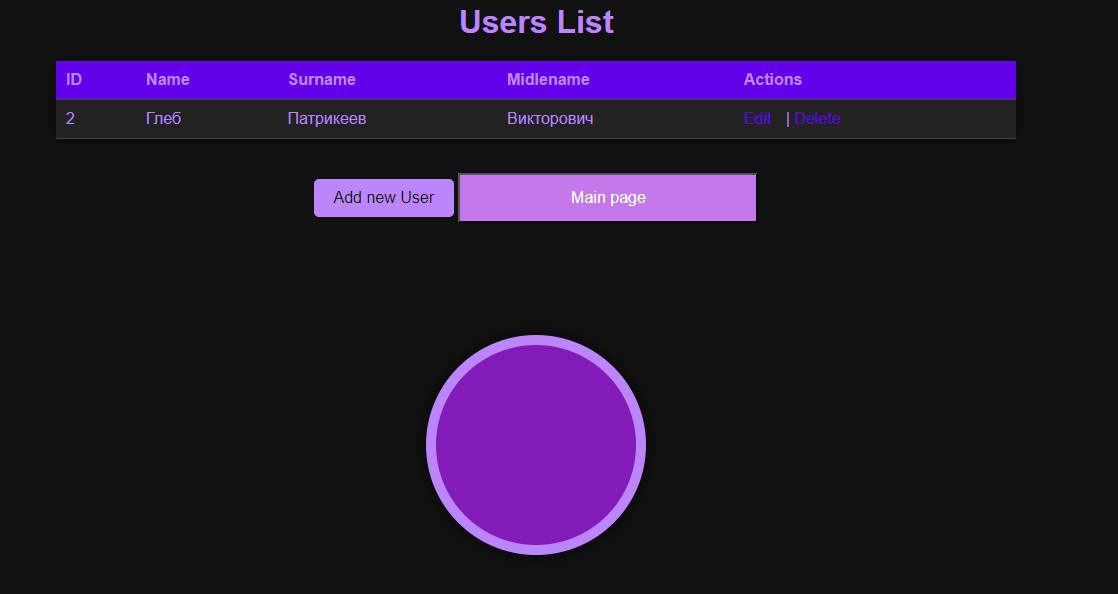 Users List
ID Name Surname Midlename Actions
2 Глеб Патрикеев Викторович Edit | Delete
Add new User Main page